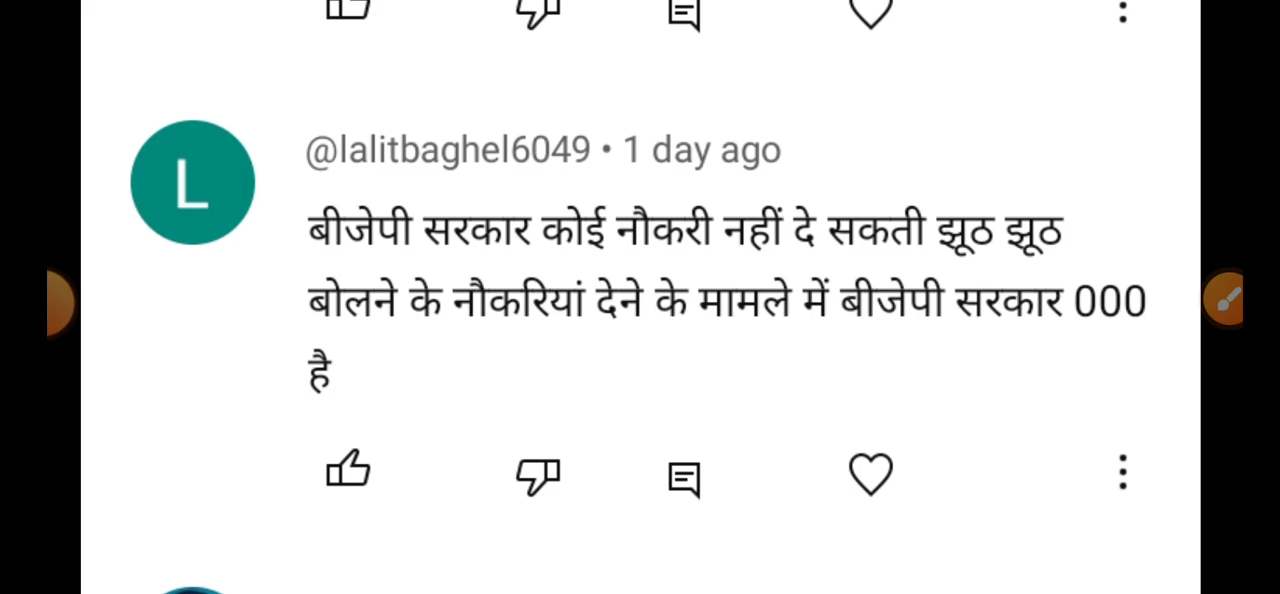 L
@lalitbaghel6049 • 1 day ago
बीजेपी सरकार कोई नौकरी नहीं दे सकती झूठ झूठ
बोलने के नौकरियां देने के मामले में बीजेपी सरकार 000
है